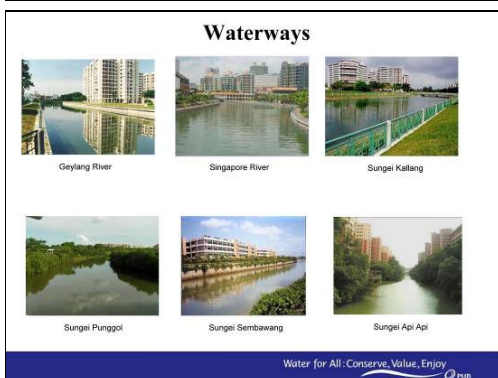 Waterways
Geylang River
Singapore River
Sungei Kallang
Sungei Punggol
Sungei Sembawang
Sungei Api Api
Water for All: Conserve, Value, Enjoy
PUB